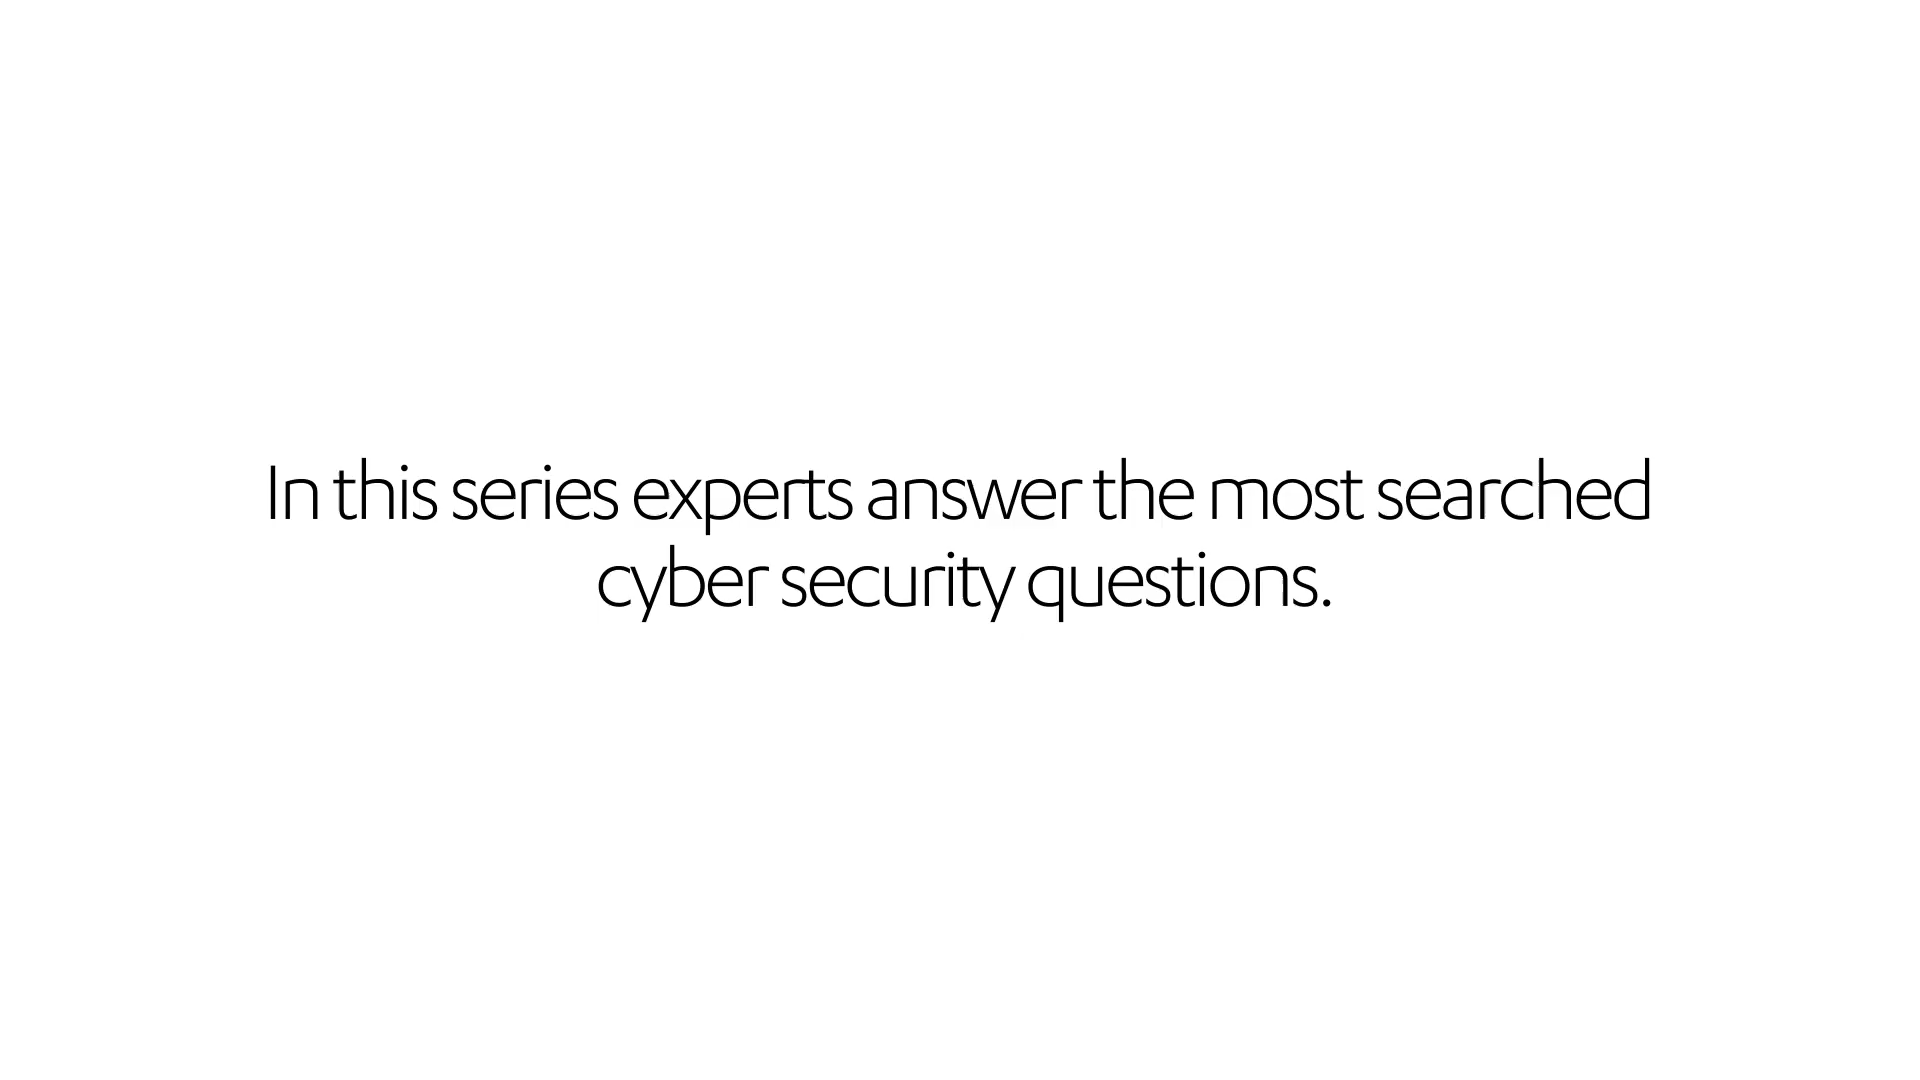 In this series experts answer the most searched
cyber security questions.